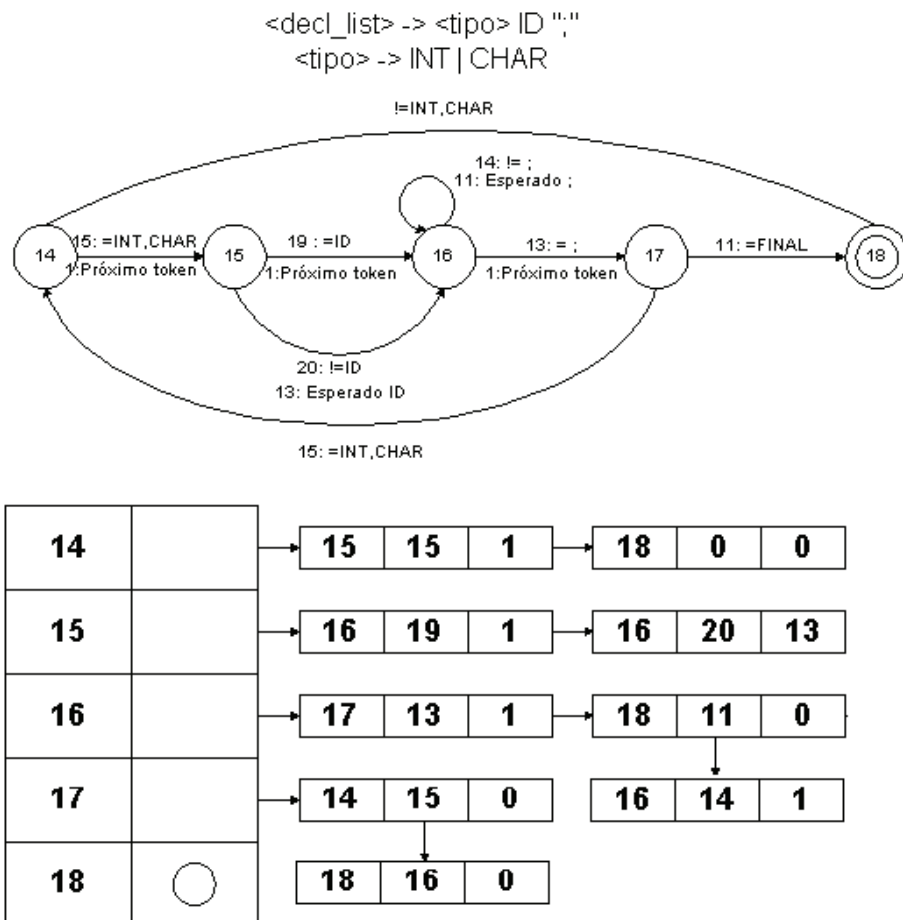 <decl_list> -> <tipo> ID ";"
<tipo> -> INT | CHAR
!=INT,CHAR
14: != ;
11: Esperado ;
15: =INT,CHAR
19 : =ID
13: = ;
11: =FINAL
14
15
16
17
18
1:Próximo token
1:Próximo token
1:Próximo token
20: !=ID
13: Esperado ID
15: =INT,CHAR
14 15 15 1 18 0 0
15 16 19 1 16 20 13
16 17 13 1 18 11 0
17 14 15 0 16 14 1
18 18 16 0